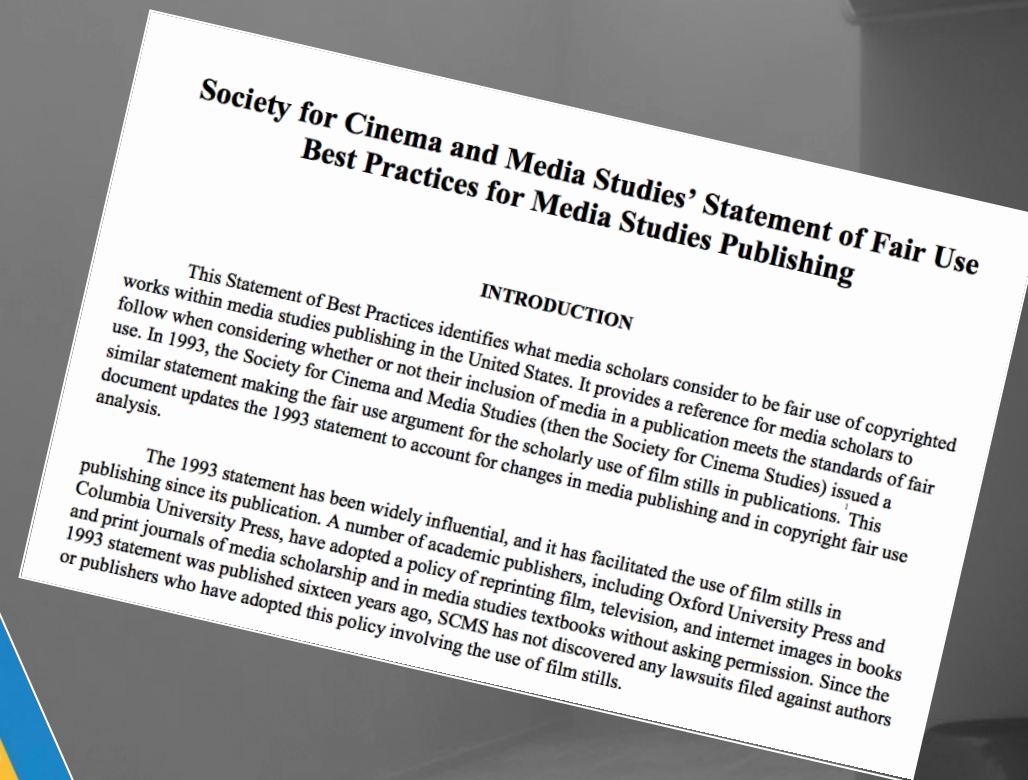 Society for Cinema and Media Studies’ Statement of Fair Use
Best Practices for Media Studies Publishing
INTRODUCTION
This Statement of Best Practices identifies what media scholars consider to be fair use of copyrighted
works within media studies publishing in the United States. It provides a reference for media scholars to
follow when considering whether or not their inclusion of media in a publication meets the standards of fair
use. In 1993, the Society for Cinema and Media Studies (then the Society for Cinema Studies) issued a
similar statement making the fair use argument for the scholarly use of film stills in publications.¹ This
document updates the 1993 statement to account for changes in media publishing and in copyright fair use
analysis.
The 1993 statement has been widely influential, and it has facilitated the use of film stills in
publishing since its publication. A number of academic publishers, including Oxford University Press and
Columbia University Press, have adopted a policy of reprinting film, television, and internet images in books
and print journals of media scholarship and in media studies textbooks without asking permission. Since the
1993 statement was published sixteen years ago, SCMS has not discovered any lawsuits filed against authors
or publishers who have adopted this policy involving the use of film stills.